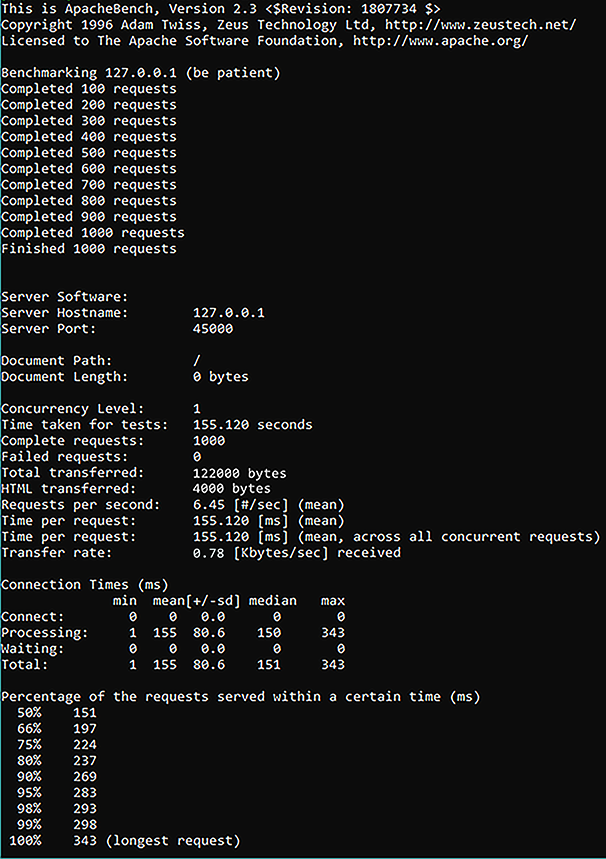 This is ApacheBench, Version 2.3 <$Revision: 1807734 $>
Copyright 1996 Adam Twiss, Zeus Technology Ltd, http://www.zeustech.net/
Licensed to The Apache Software Foundation, http://www.apache.org/

Benchmarking 127.0.0.1 (be patient)
Completed 100 requests
Completed 200 requests
Completed 300 requests
Completed 400 requests
Completed 500 requests
Completed 600 requests
Completed 700 requests
Completed 800 requests
Completed 900 requests
Completed 1000 requests
Finished 1000 requests


Server Software:
Server Hostname:        127.0.0.1
Server Port:            45000

Document Path:          /
Document Length:        0 bytes

Concurrency Level:      1
Time taken for tests:   155.120 seconds
Complete requests:      1000
Failed requests:        0
Total transferred:      122000 bytes
HTML transferred:       4000 bytes
Requests per second:    6.45 [#/sec] (mean)
Time per request:       155.120 [ms] (mean)
Time per request:       155.120 [ms] (mean, across all concurrent requests)
Transfer rate:          0.78 [Kbytes/sec] received

Connection Times (ms)
              min  mean[+/-sd] median   max
Connect:        0    0   0.0      0       0
Processing:     1  155  80.6    150     343
Waiting:        0    0   0.0      0       0
Total:          1  155  80.6    151     343

Percentage of the requests served within a certain time (ms)
  50%    151
  66%    197
  75%    224
  80%    237
  90%    269
  95%    283
  98%    293
  99%    298
 100%    343 (longest request)